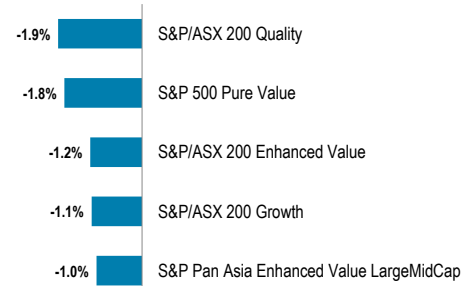 -1.9% S&P/ASX 200 Quality
-1.8% S&P 500 Pure Value
-1.2% S&P/ASX 200 Enhanced Value
-1.1% S&P/ASX 200 Growth
-1.0% S&P Pan Asia Enhanced Value LargeMidCap